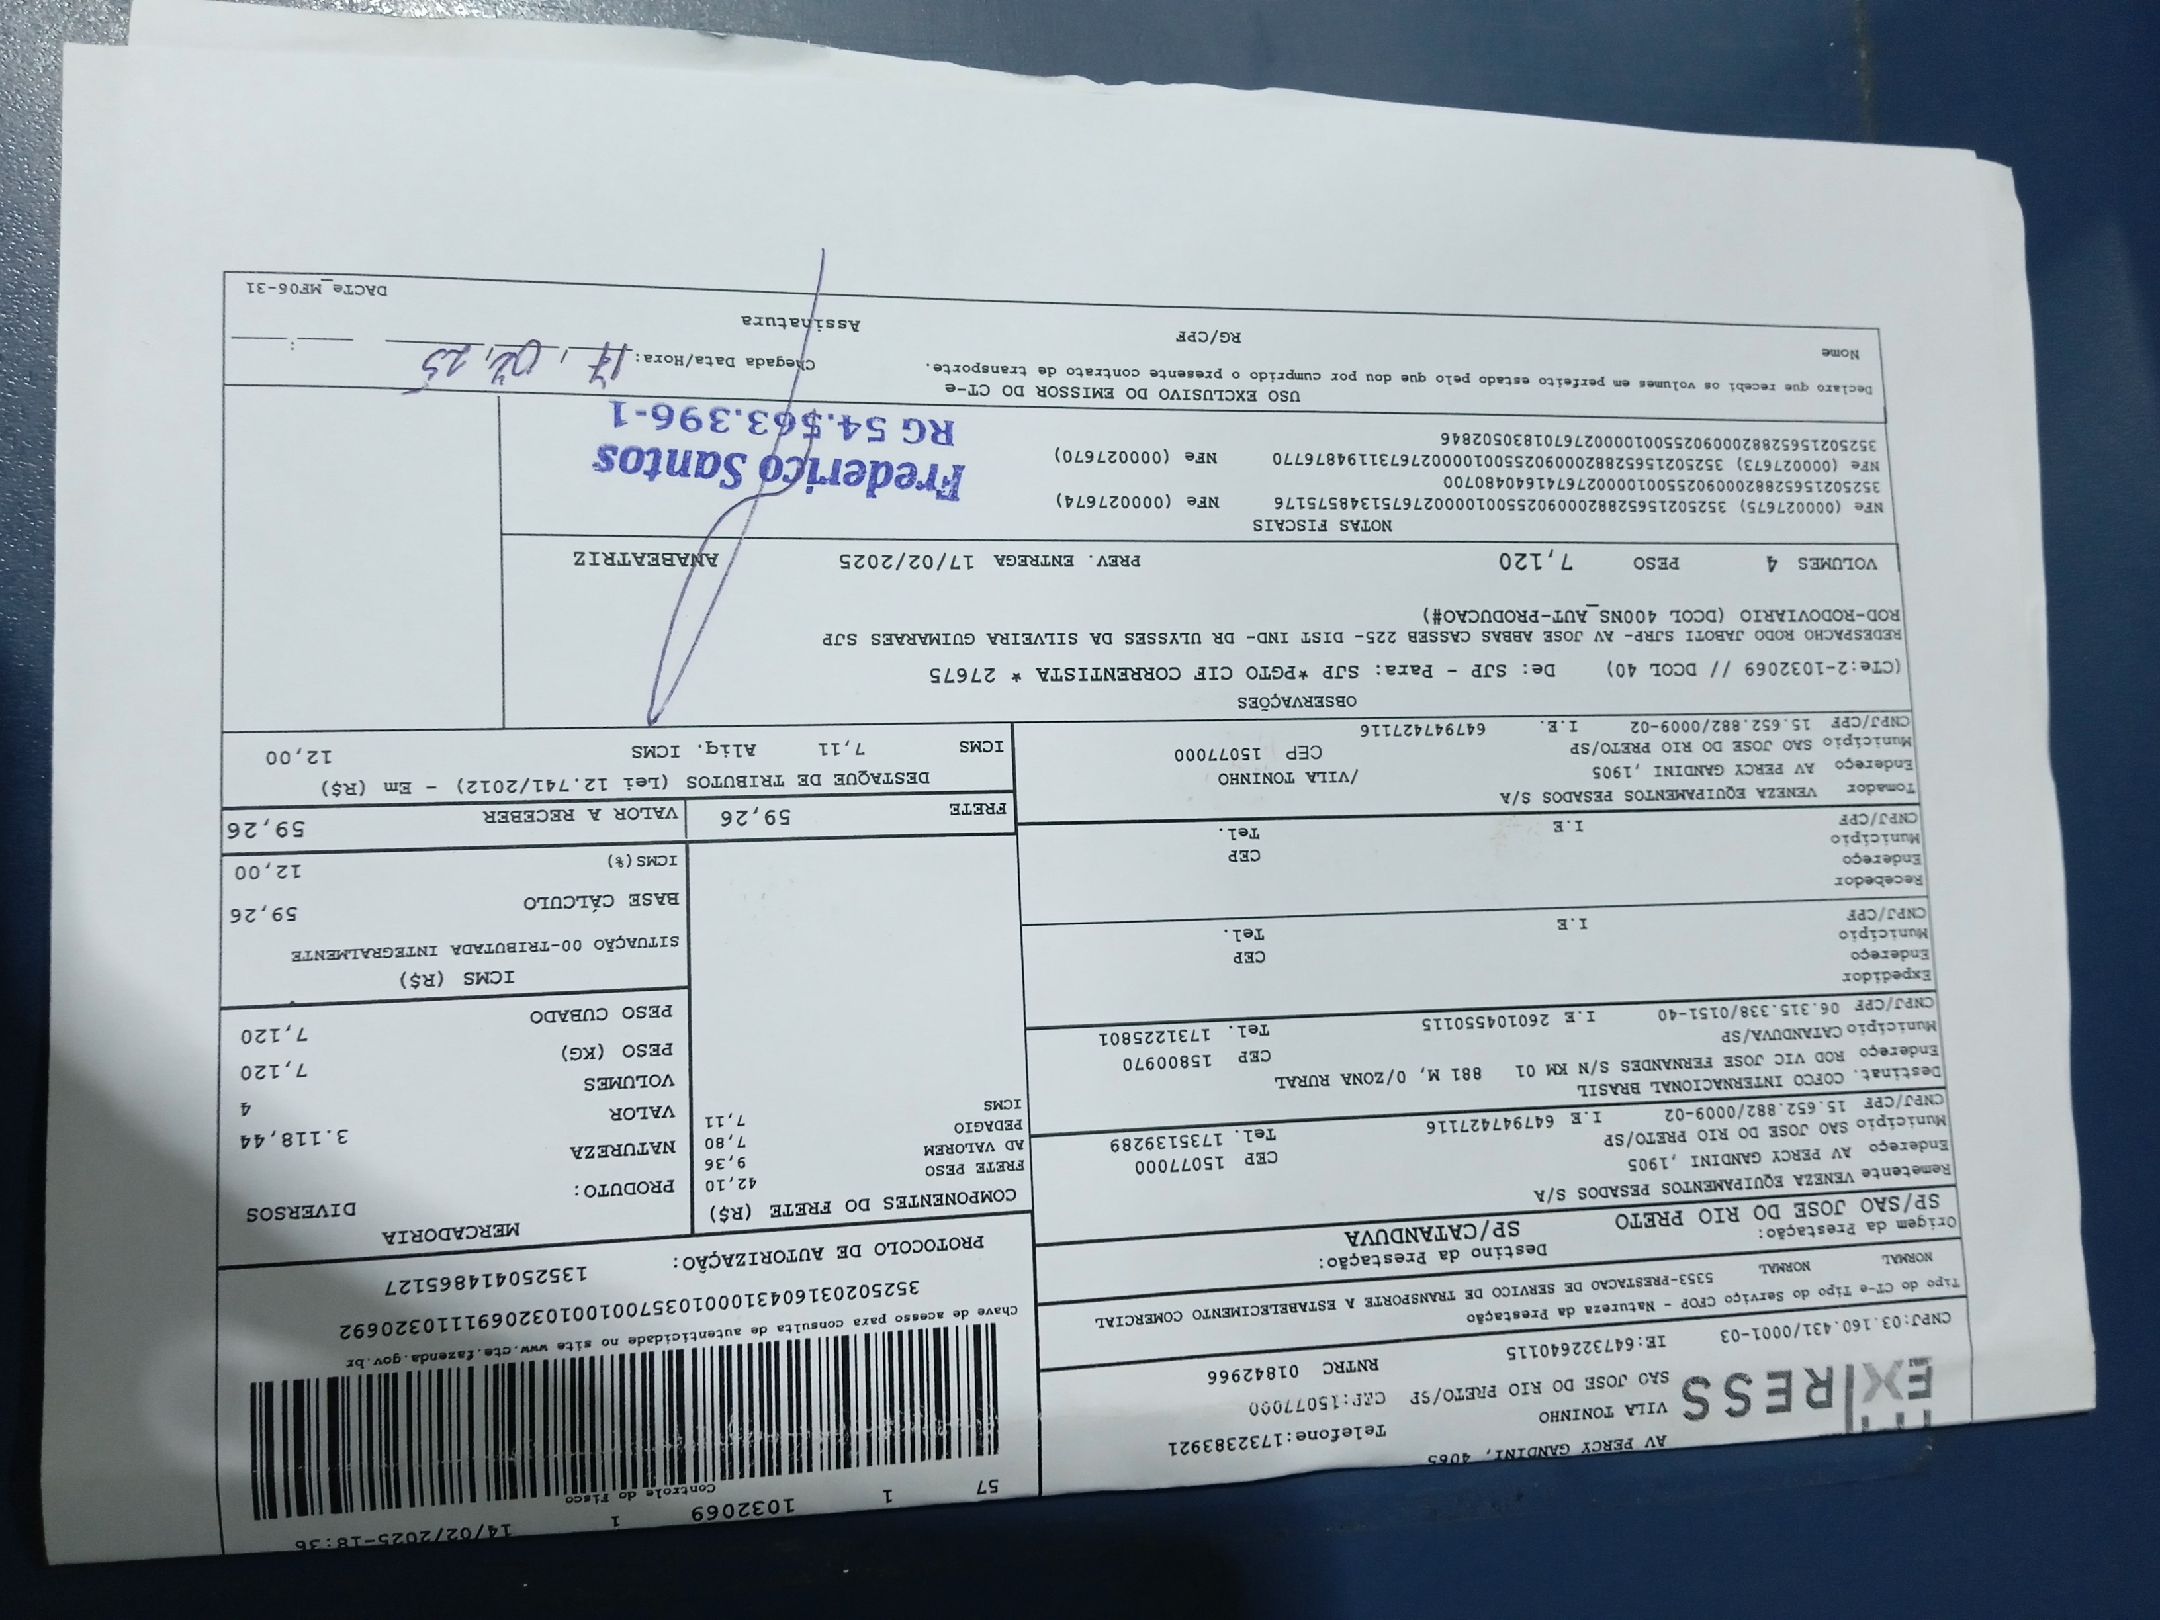 57 1 1032069 1 14/02/2025-18:36
Controle do Fisco
EXPRESS
AV PERCY GANDINI, 4065
VILA TONINHO Telefone:1732383921
SAO JOSE DO RIO PRETO/SP CEP:15077000
CNPJ:03.160.431/0001-03 IE:647322640115 RNTRC 01842966
chave de acesso para consulta de autenticidade no site www.cte.fazenda.gov.br
35250203160431000103570010010320691110320692
PROTOCOLO DE AUTORIZAÇÃO: 135250414865127
Tipo do CT-e Tipo do Serviço CFOP - Natureza da Prestação
NORMAL NORMAL 5353-PRESTACAO DE SERVICO DE TRANSPORTE A ESTABELECIMENTO COMERCIAL
Origem da Prestação: Destino da Prestação:
SP/SAO JOSE DO RIO PRETO SP/CATANDUVA
Remetente VENEZA EQUIPAMENTOS PESADOS S/A
Endereço AV PERCY GANDINI ,1905 CEP 15077000
Município SAO JOSE DO RIO PRETO/SP Tel. 1735139289
CNPJ/CPF 15.652.882/0009-02 I.E 647947427116
Destinat. COFCO INTERNACIONAL BRASIL
Endereço ROD VIC JOSE FERNANDES S/N KM 01 881 M, 0/ZONA RURAL
Município CATANDUVA/SP CEP 15800970
CNPJ/CPF 06.315.338/0151-40 I.E 260104550115 Tel. 1731225801
Expedidor
Endereço
Município CEP
CNPJ/CPF I.E Tel.
Recebedor
Endereço
Município CEP
CNPJ/CPF I.E Tel.
Tomador VENEZA EQUIPAMENTOS PESADOS S/A
Endereço AV PERCY GANDINI ,1905 /VILA TONINHO
Município SAO JOSE DO RIO PRETO/SP CEP 15077000
CNPJ/CPF 15.652.882/0009-02 I.E. 647947427116
COMPONENTES DO FRETE (R$)
42,10
FRETE PESO 9,36
AD VALOREM 7,80
PEDAGIO 7,11
ICMS
MERCADORIA
PRODUTO: DIVERSOS
NATUREZA
VALOR 3.118,44
VOLUMES 4
PESO (KG) 7,120
PESO CUBADO 7,120
ICMS (R$)
SITUAÇÃO 00-TRIBUTADA INTEGRALMENTE
BASE CÁLCULO 59,26
ICMS(%) 12,00
FRETE 59,26 VALOR A RECEBER 59,26
DESTAQUE DE TRIBUTOS (Lei 12.741/2012) - Em (R$)
ICMS 7,11 Aliq. ICMS 12,00
OBSERVAÇÕES
(CTe:2-1032069 // DCOL 40) De: SJP - Para: SJP *PGTO CIF CORRENTISTA * 27675
REDESPACHO RODO JABOTI SJRP- AV JOSE ABBAS CASSEB 225- DIST IND- DR ULYSSES DA SILVEIRA GUIMARAES SJP
ROD-RODOVIARIO (DCOL 400NS_AUT-PRODUCAO#)
VOLUMES 4 PESO 7,120 PREV. ENTREGA 17/02/2025 ANABEATRIZ
NOTAS FISCAIS
NFe (000027675) 35250215652882000902550010000276751348575176 NFe (000027674)
35250215652882000902550010000276741640480700
NFe (000027673) 35250215652882000902550010000276731194876770 NFe (000027670)
35250215652882000902550010000276701830502846
Frederico Santos
RG 54.563.396-1
USO EXCLUSIVO DO EMISSOR DO CT-e
Declaro que recebi os volumes em perfeito estado pelo que dou por cumprido o presente contrato de transporte.
Chegada Data/Hora: 17, 02, 25 :
Nome RG/CPF Assinatura
DACTe_MF06-31